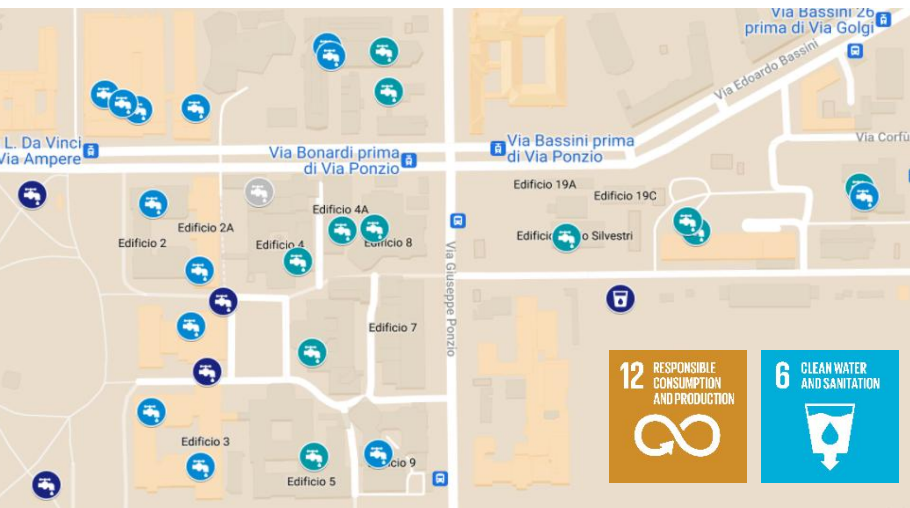 Via Bassini 26
prima di Via Golgi
Via Edoardo Bassini
L. Da Vinci
Via Ampere
Via Bonardi prima
di Via Ponzio
Via Bassini prima
di Via Ponzio
Via Corfù
Edificio 19A
Edificio 19C
Edificio 4A
Edificio 2A
Edificio 2
Edificio 4
Edificio 8
Silvestri
Via Giuseppe Ponzio
Edificio 7
Edificio 3
Edificio 5
9
12 RESPONSIBLE
CONSUMPTION
AND PRODUCTION
6 CLEAN WATER
AND SANITATION